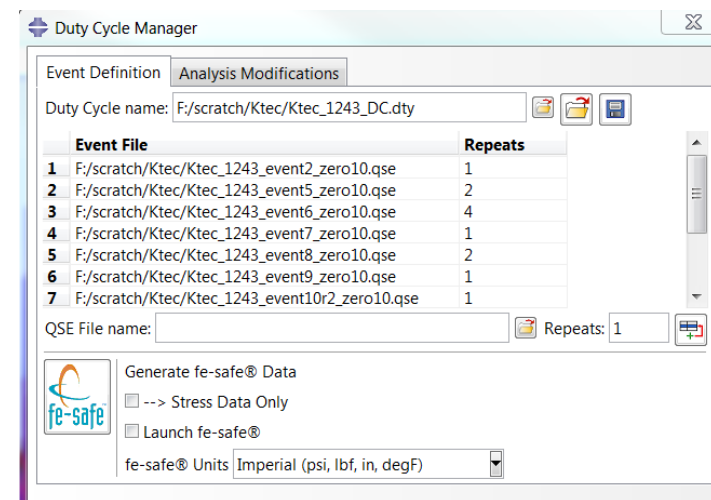 Duty Cycle Manager
Event Definition Analysis Modifications
Duty Cycle name: F:/scratch/Ktec/Ktec_1243_DC.dty
Event File Repeats
1 F:/scratch/Ktec/Ktec_1243_event2_zero10.qse 1
2 F:/scratch/Ktec/Ktec_1243_event5_zero10.qse 2
3 F:/scratch/Ktec/Ktec_1243_event6_zero10.qse 4
4 F:/scratch/Ktec/Ktec_1243_event7_zero10.qse 1
5 F:/scratch/Ktec/Ktec_1243_event8_zero10.qse 2
6 F:/scratch/Ktec/Ktec_1243_event9_zero10.qse 1
7 F:/scratch/Ktec/Ktec_1243_event10r2_zero10.qse 1
QSE File name: Repeats: 1
Generate fe-safe® Data
--> Stress Data Only
fe-safe
Launch fe-safe®
fe-safe® Units Imperial (psi, lbf, in, degF)